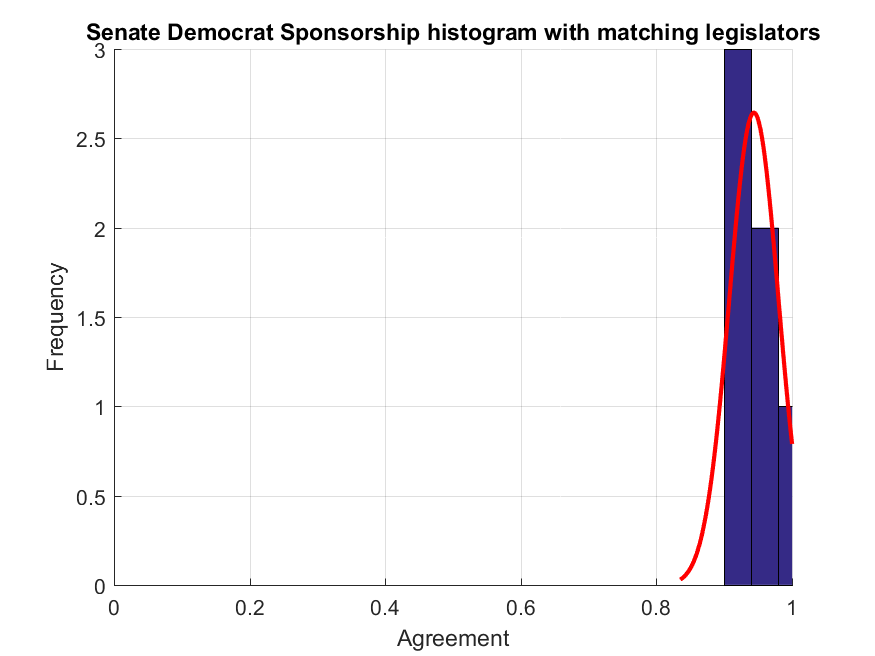 Senate Democrat Sponsorship histogram with matching legislators
3
2.5
2
1.5
1
0.5
0
Frequency
0 0.2 0.4 0.6 0.8 1
Agreement